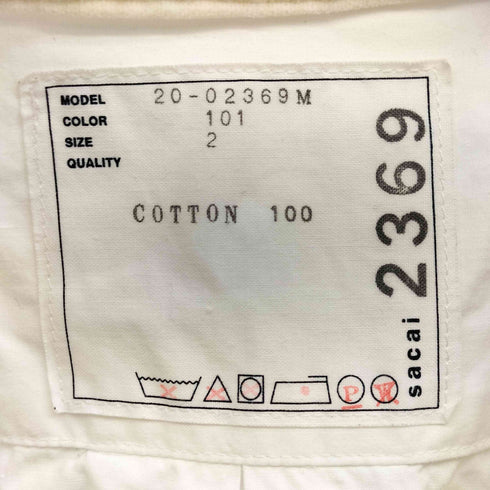 MODEL 20-02369M
COLOR 101
SIZE 2
QUALITY
COTTON 100
sacai 2369
P W